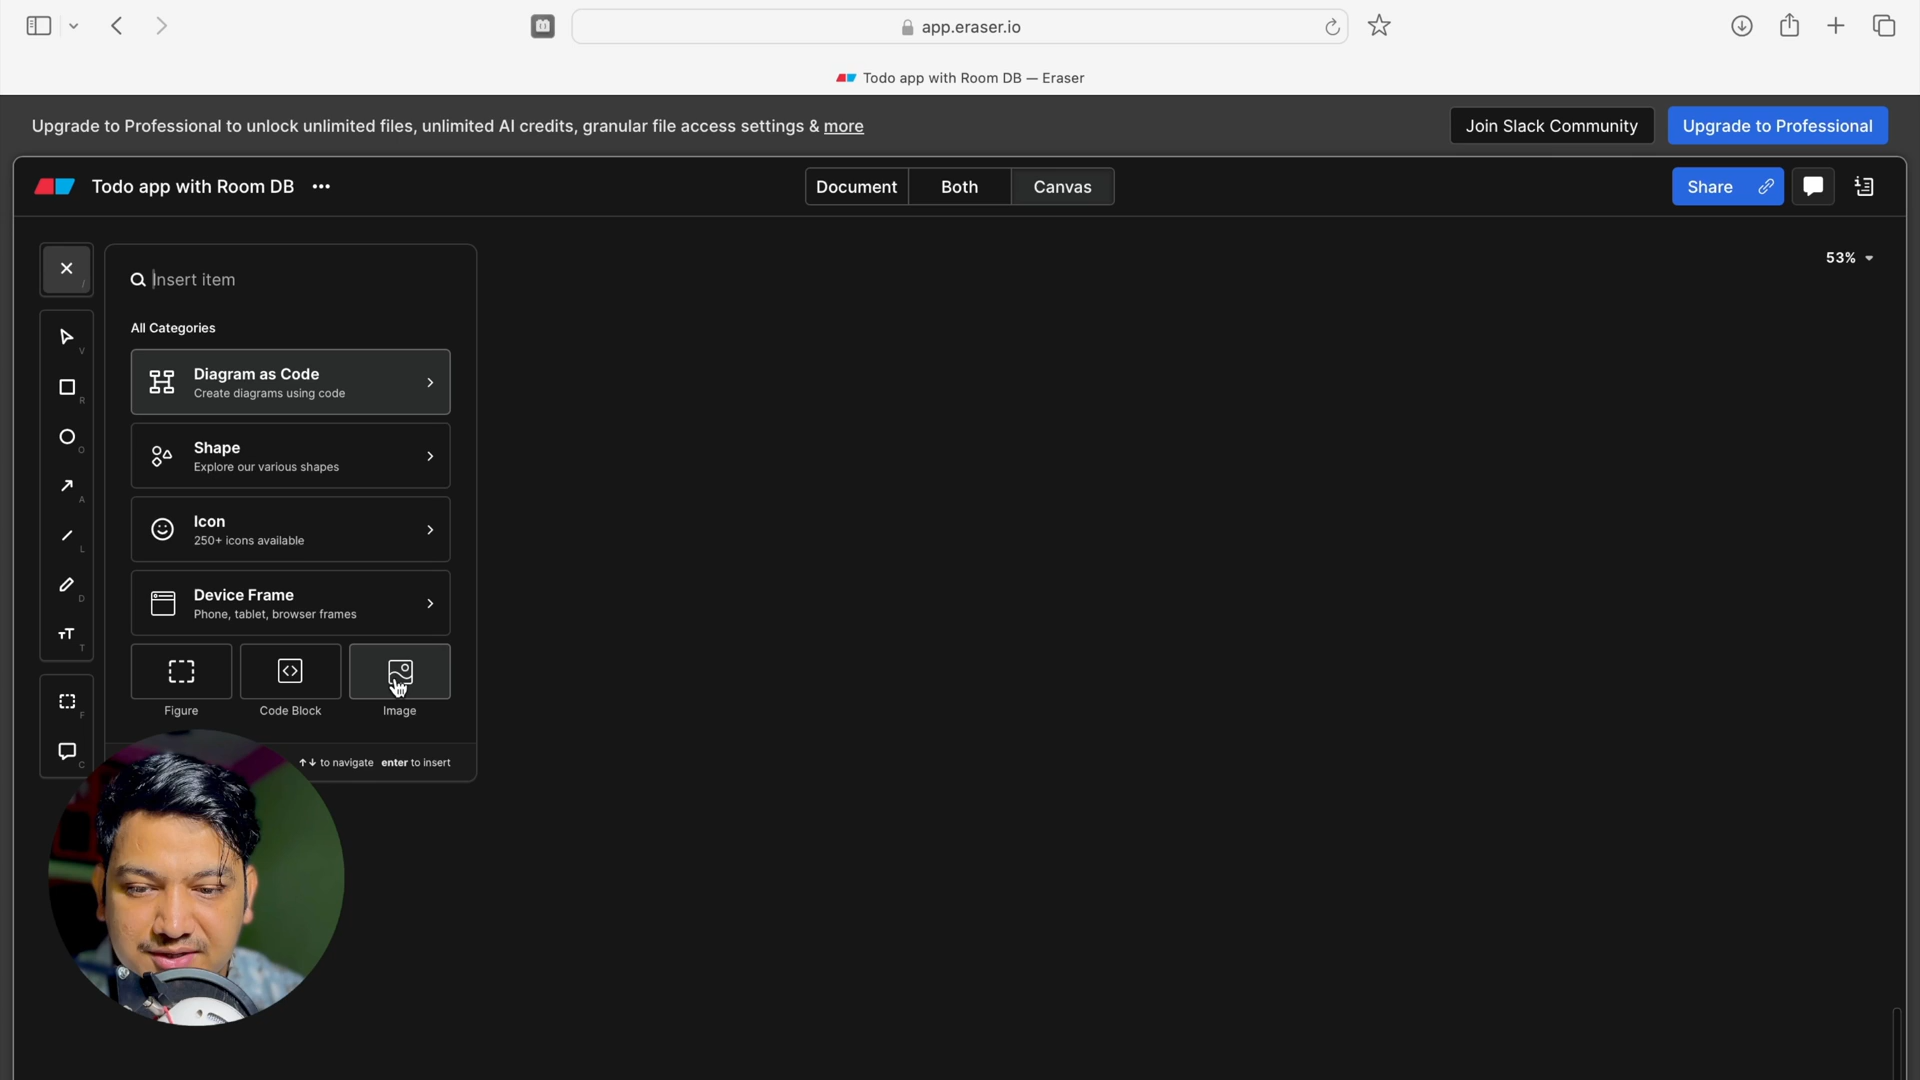 app.eraser.io
Todo app with Room DB — Eraser
Upgrade to Professional to unlock unlimited files, unlimited AI credits, granular file access settings & more
Join Slack Community
Upgrade to Professional
Todo app with Room DB •••
Document
Both
Canvas
Share
53%
/
V
R
O
A
L
D
T
F
C
Insert item
All Categories
Diagram as Code
Create diagrams using code
Shape
Explore our various shapes
Icon
250+ icons available
Device Frame
Phone, tablet, browser frames
Figure
Code Block
Image
↑↓ to navigate enter to insert